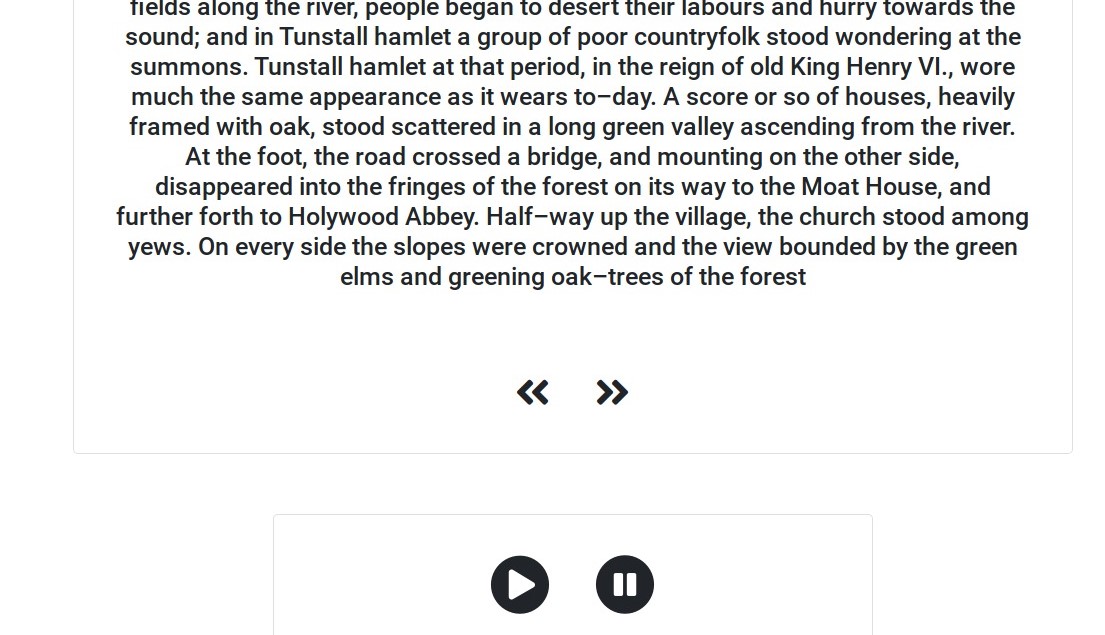 fields along the river, people began to desert their labours and hurry towards the
sound; and in Tunstall hamlet a group of poor countryfolk stood wondering at the
summons. Tunstall hamlet at that period, in the reign of old King Henry VI., wore
much the same appearance as it wears to–day. A score or so of houses, heavily
framed with oak, stood scattered in a long green valley ascending from the river.
At the foot, the road crossed a bridge, and mounting on the other side,
disappeared into the fringes of the forest on its way to the Moat House, and
further forth to Holywood Abbey. Half–way up the village, the church stood among
yews. On every side the slopes were crowned and the view bounded by the green
elms and greening oak–trees of the forest